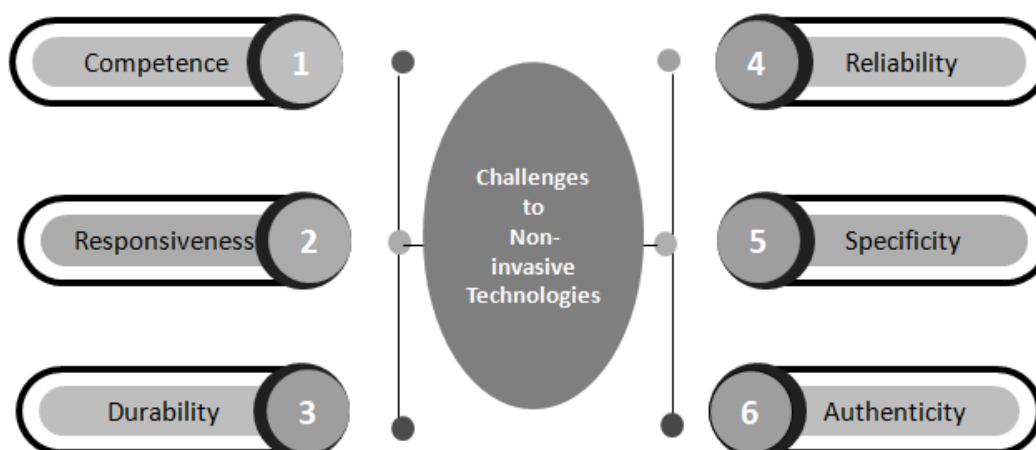 Competence 1
Responsiveness 2
Durability 3
Challenges
to
Non-
invasive
Technologies
4 Reliability
5 Specificity
6 Authenticity